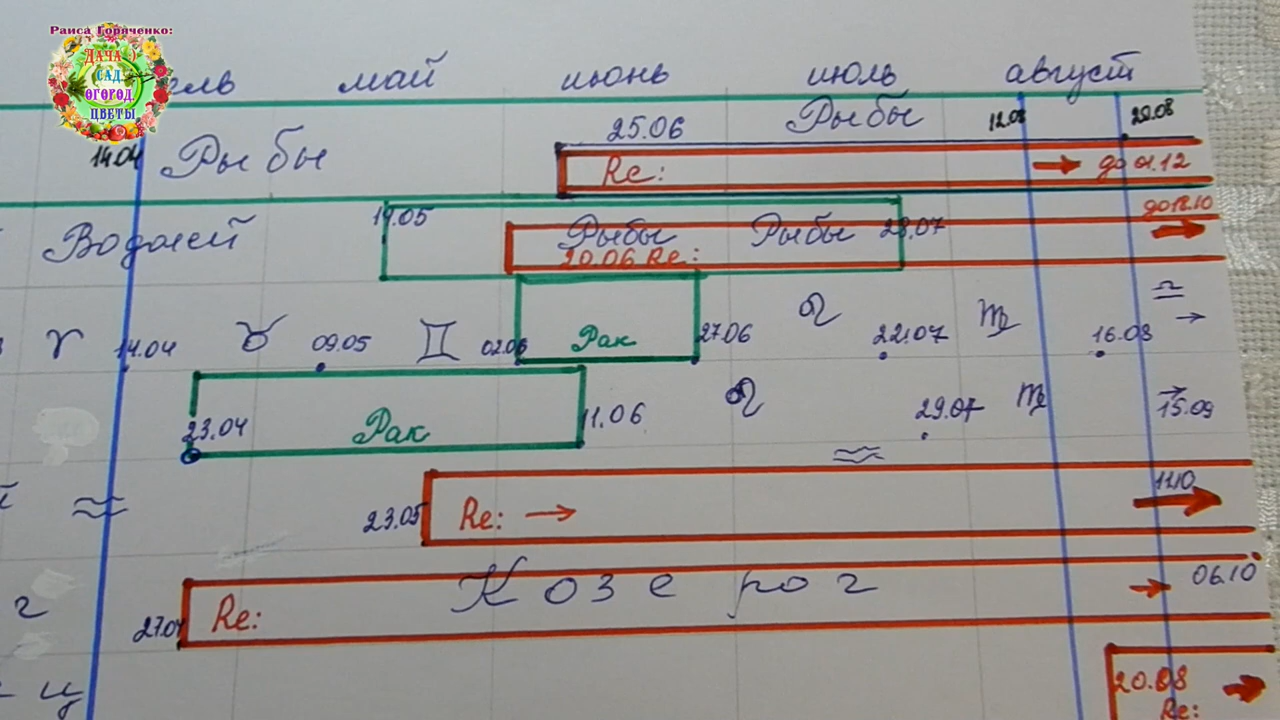 Раиса Горяченко:
Дача :)
сад,
огород,
цветы
ель май июнь июль август
14.04 Рыбы 25.06 Рыбы 12.08 20.08
Re: до 01.12
Водолей 19.05 Рыбы Рыбы 28.07 до 18.10
20.06 Re:
♈ 14.04 ♉ 09.05 ♊ 02.06 Рак 27.06 ♌ 22.07 ♍ 16.08 ♎ →
23.04 Рак 11.06 ♌ 29.07 ♍ → 15.09
й ♒ 23.05 Re: → ♒ 11.10
г 27.04 Re: Козерог → 06.10
ц 20.08
Re: